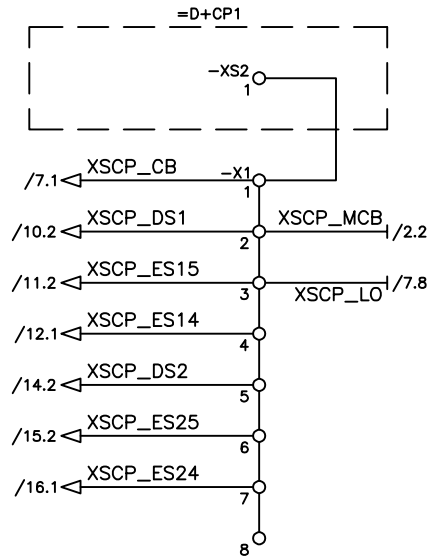 =D+CP1
-XS2
1
/7.1 XSCP_CB -X1
1
/10.2 XSCP_DS1 2 XSCP_MCB /2.2
/11.2 XSCP_ES15 3 XSCP_LO /7.8
/12.1 XSCP_ES14 4
/14.2 XSCP_DS2 5
/15.2 XSCP_ES25 6
/16.1 XSCP_ES24 7
8